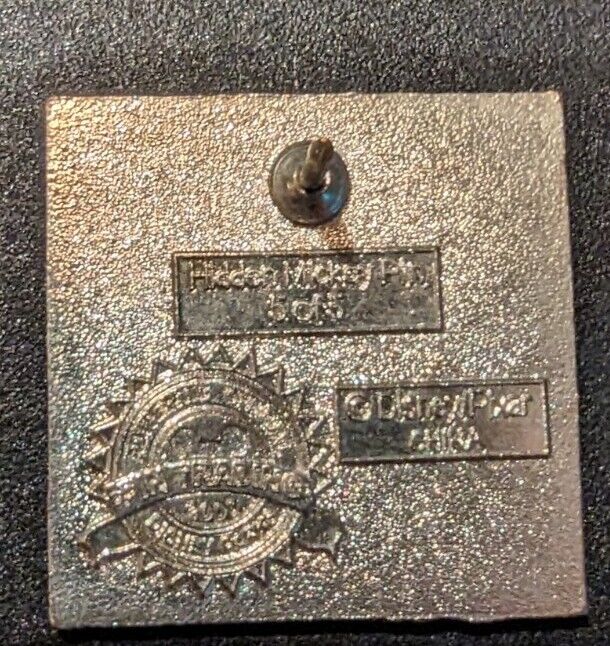 Hidden Mickey Pin
5 of 5
© Disney/Pixar
CHINA
PIN TRADING